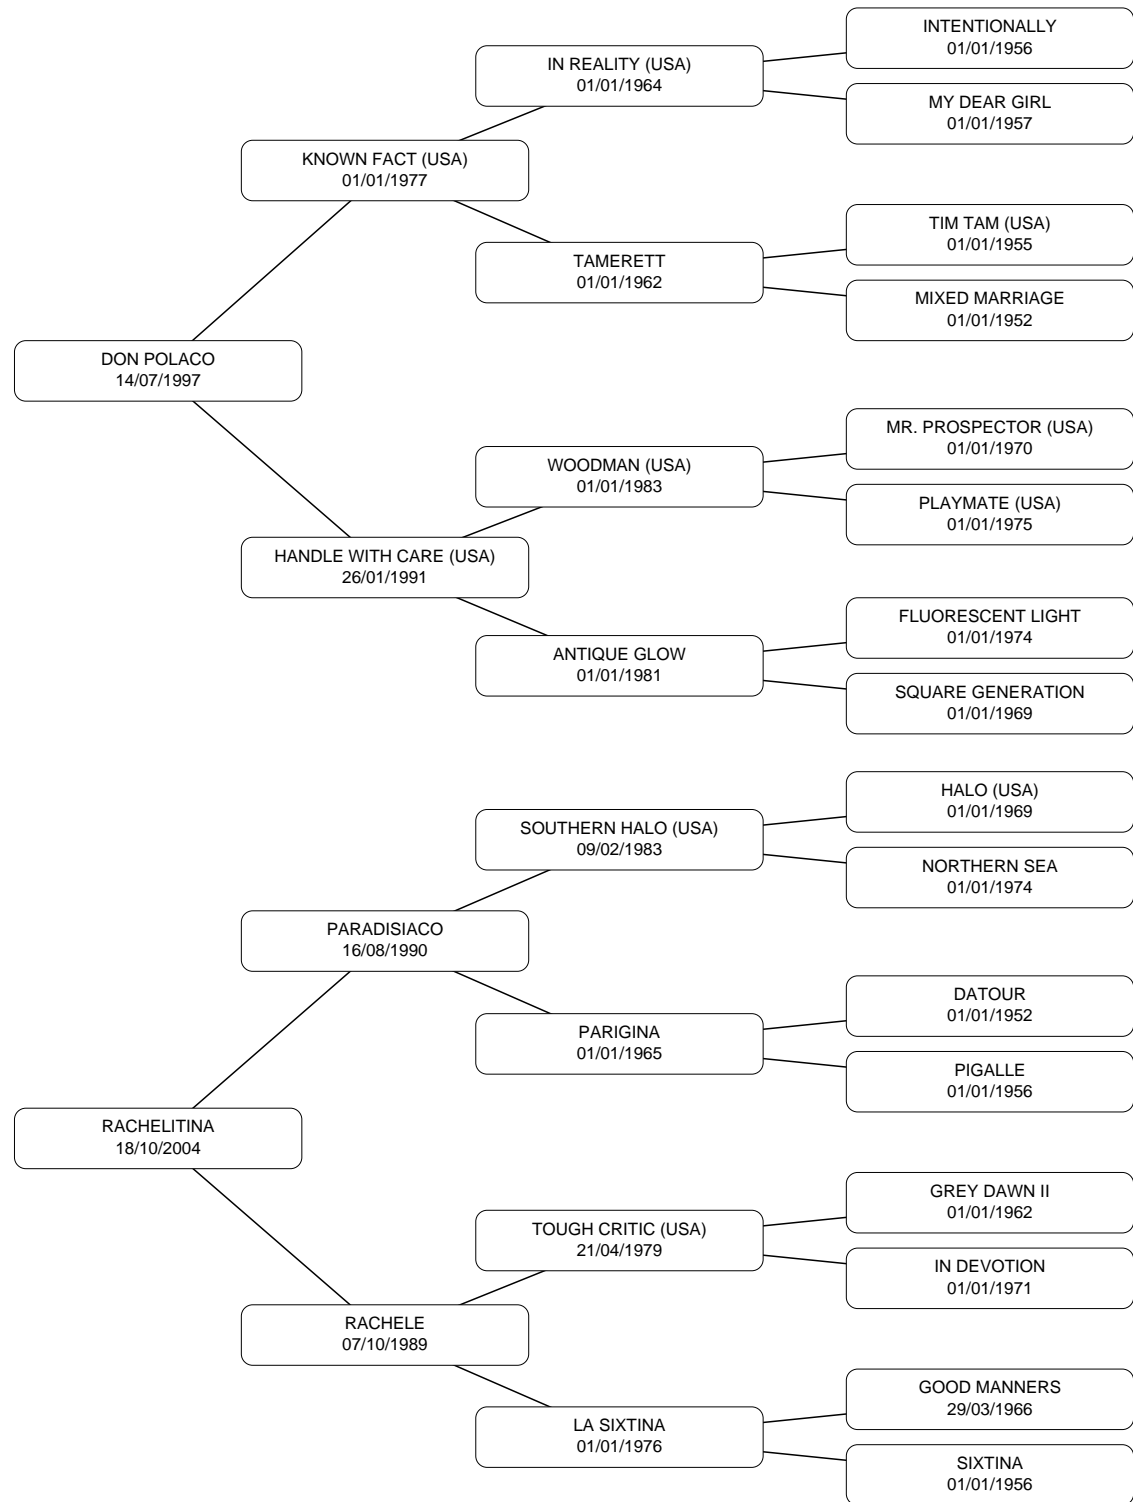 INTENTIONALLY
01/01/1956
IN REALITY (USA)
01/01/1964
MY DEAR GIRL
01/01/1957
KNOWN FACT (USA)
01/01/1977
TIM TAM (USA)
01/01/1955
TAMERETT
01/01/1962
MIXED MARRIAGE
01/01/1952
DON POLACO
14/07/1997
MR. PROSPECTOR (USA)
01/01/1970
WOODMAN (USA)
01/01/1983
PLAYMATE (USA)
01/01/1975
HANDLE WITH CARE (USA)
26/01/1991
FLUORESCENT LIGHT
01/01/1974
ANTIQUE GLOW
01/01/1981
SQUARE GENERATION
01/01/1969
HALO (USA)
01/01/1969
SOUTHERN HALO (USA)
09/02/1983
NORTHERN SEA
01/01/1974
PARADISIACO
16/08/1990
DATOUR
01/01/1952
PARIGINA
01/01/1965
PIGALLE
01/01/1956
RACHELITINA
18/10/2004
GREY DAWN II
01/01/1962
TOUGH CRITIC (USA)
21/04/1979
IN DEVOTION
01/01/1971
RACHELE
07/10/1989
GOOD MANNERS
29/03/1966
LA SIXTINA
01/01/1976
SIXTINA
01/01/1956